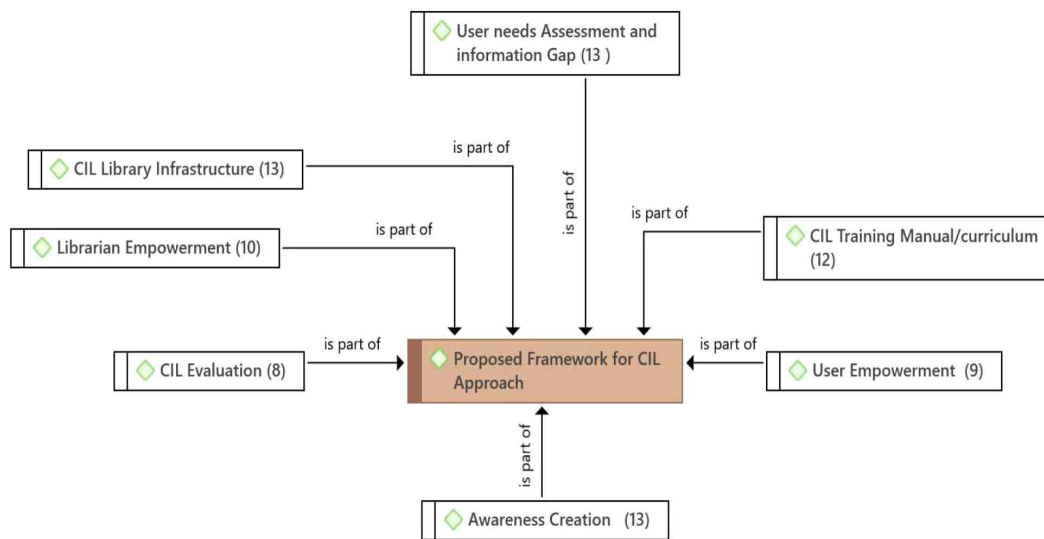 User needs Assessment and
information Gap (13 )
is part of
CIL Library Infrastructure (13)
is part of
is part of
is part of
Librarian Empowerment (10)
CIL Training Manual/curriculum
(12)
is part of
CIL Evaluation (8)
Proposed Framework for CIL
Approach
is part of
User Empowerment (9)
is part of
Awareness Creation (13)